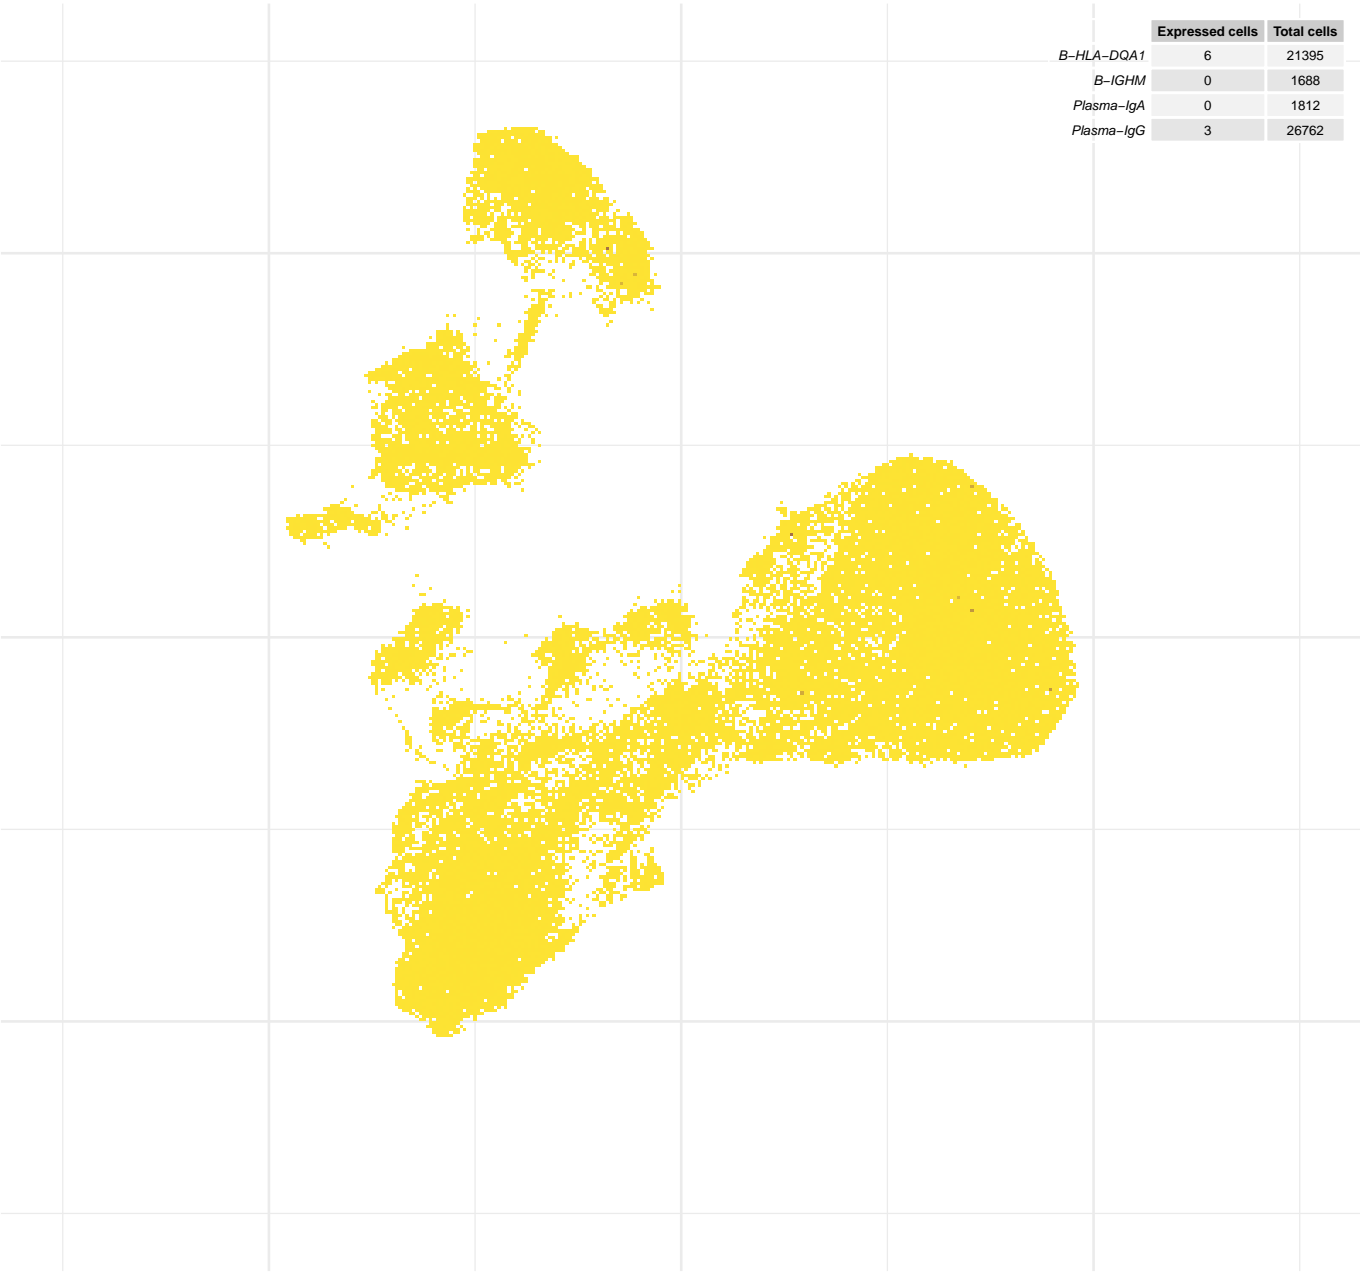 Expressed cells Total cells
B−HLA−DQA1 6 21395
B−IGHM 0 1688
Plasma−IgA 0 1812
Plasma−IgG 3 26762